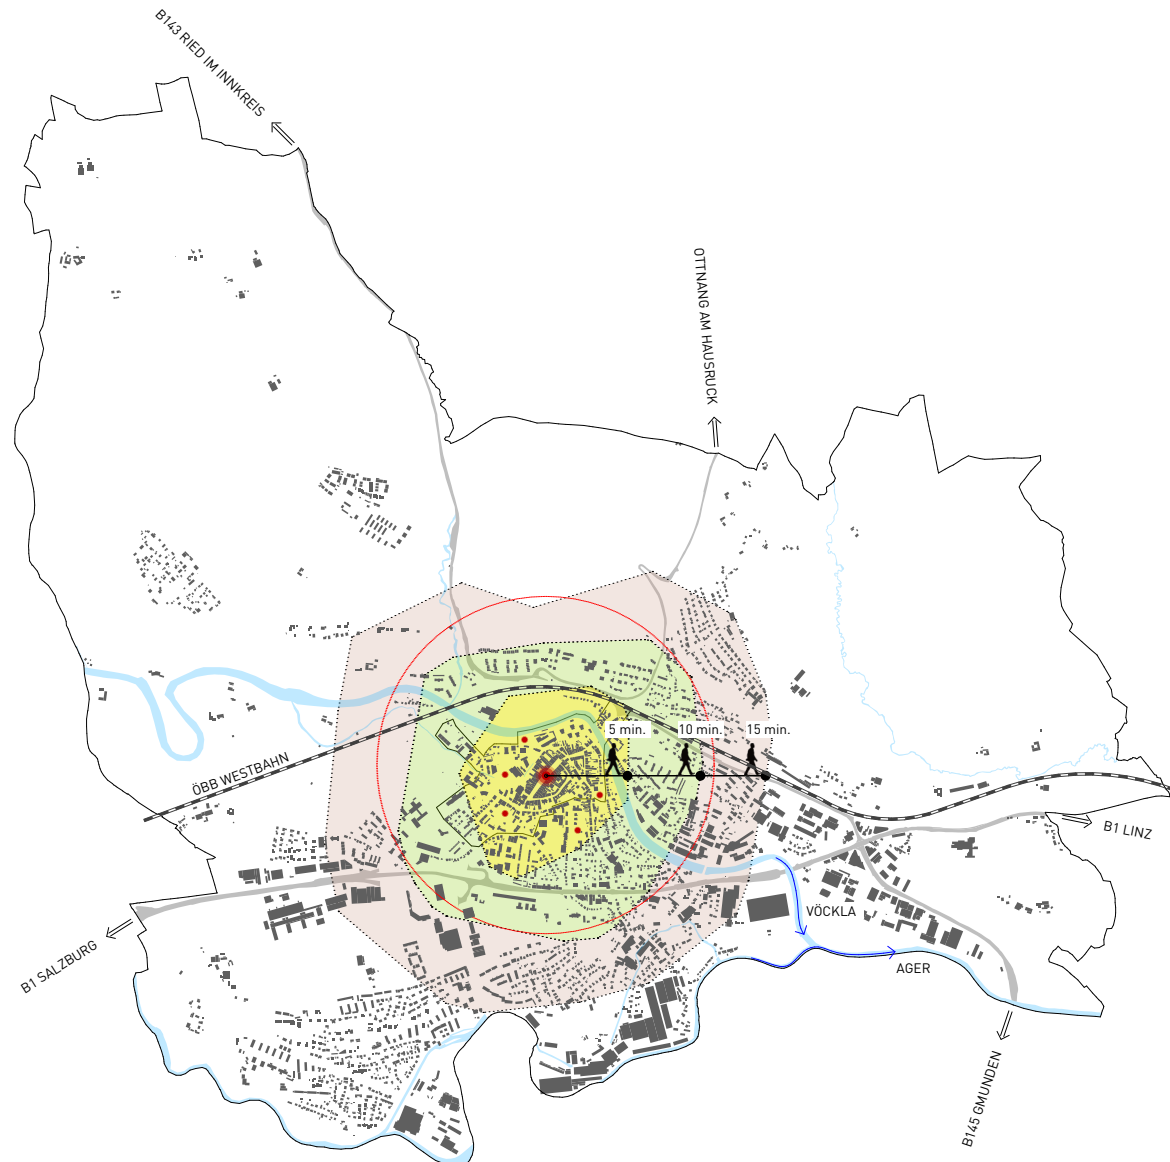 B143 RIED IM INNKREIS
OTTNANG AM HAUSRUCK
5 min.
10 min.
15 min.
ÖBB WESTBAHN
B1 LINZ
VÖCKLA
B1 SALZBURG
AGER
B145 GMUNDEN